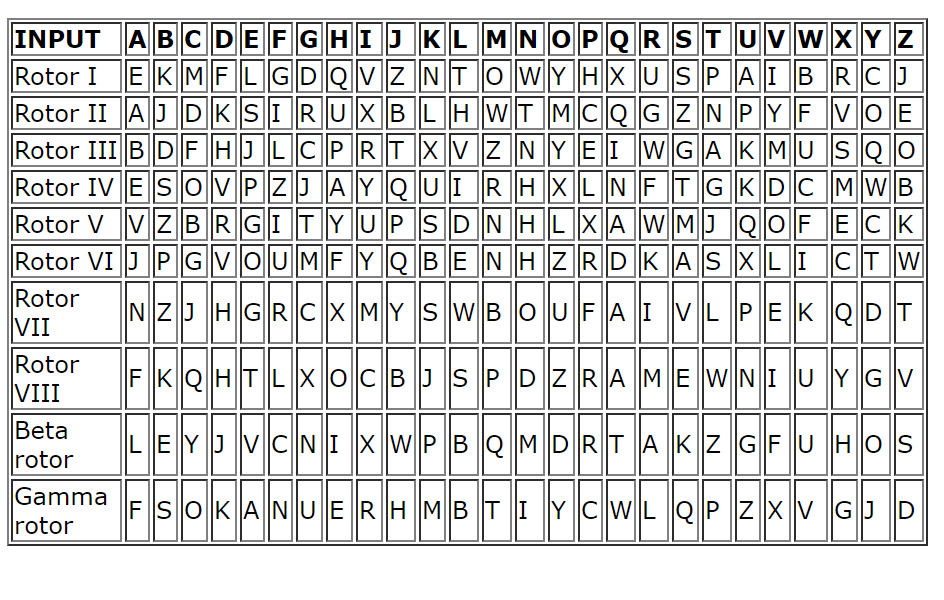 INPUT A B C D E F G H I J K L M N O P Q R S T U V W X Y Z
Rotor I E K M F L G D Q V Z N T O W Y H X U S P A I B R C J
Rotor II A J D K S I R U X B L H W T M C Q G Z N P Y F V O E
Rotor III B D F H J L C P R T X V Z N Y E I W G A K M U S Q O
Rotor IV E S O V P Z J A Y Q U I R H X L N F T G K D C M W B
Rotor V V Z B R G I T Y U P S D N H L X A W M J Q O F E C K
Rotor VI J P G V O U M F Y Q B E N H Z R D K A S X L I C T W
Rotor
VII N Z J H G R C X M Y S W B O U F A I V L P E K Q D T
Rotor
VIII F K Q H T L X O C B J S P D Z R A M E W N I U Y G V
Beta
rotor L E Y J V C N I X W P B Q M D R T A K Z G F U H O S
Gamma
rotor F S O K A N U E R H M B T I Y C W L Q P Z X V G J D